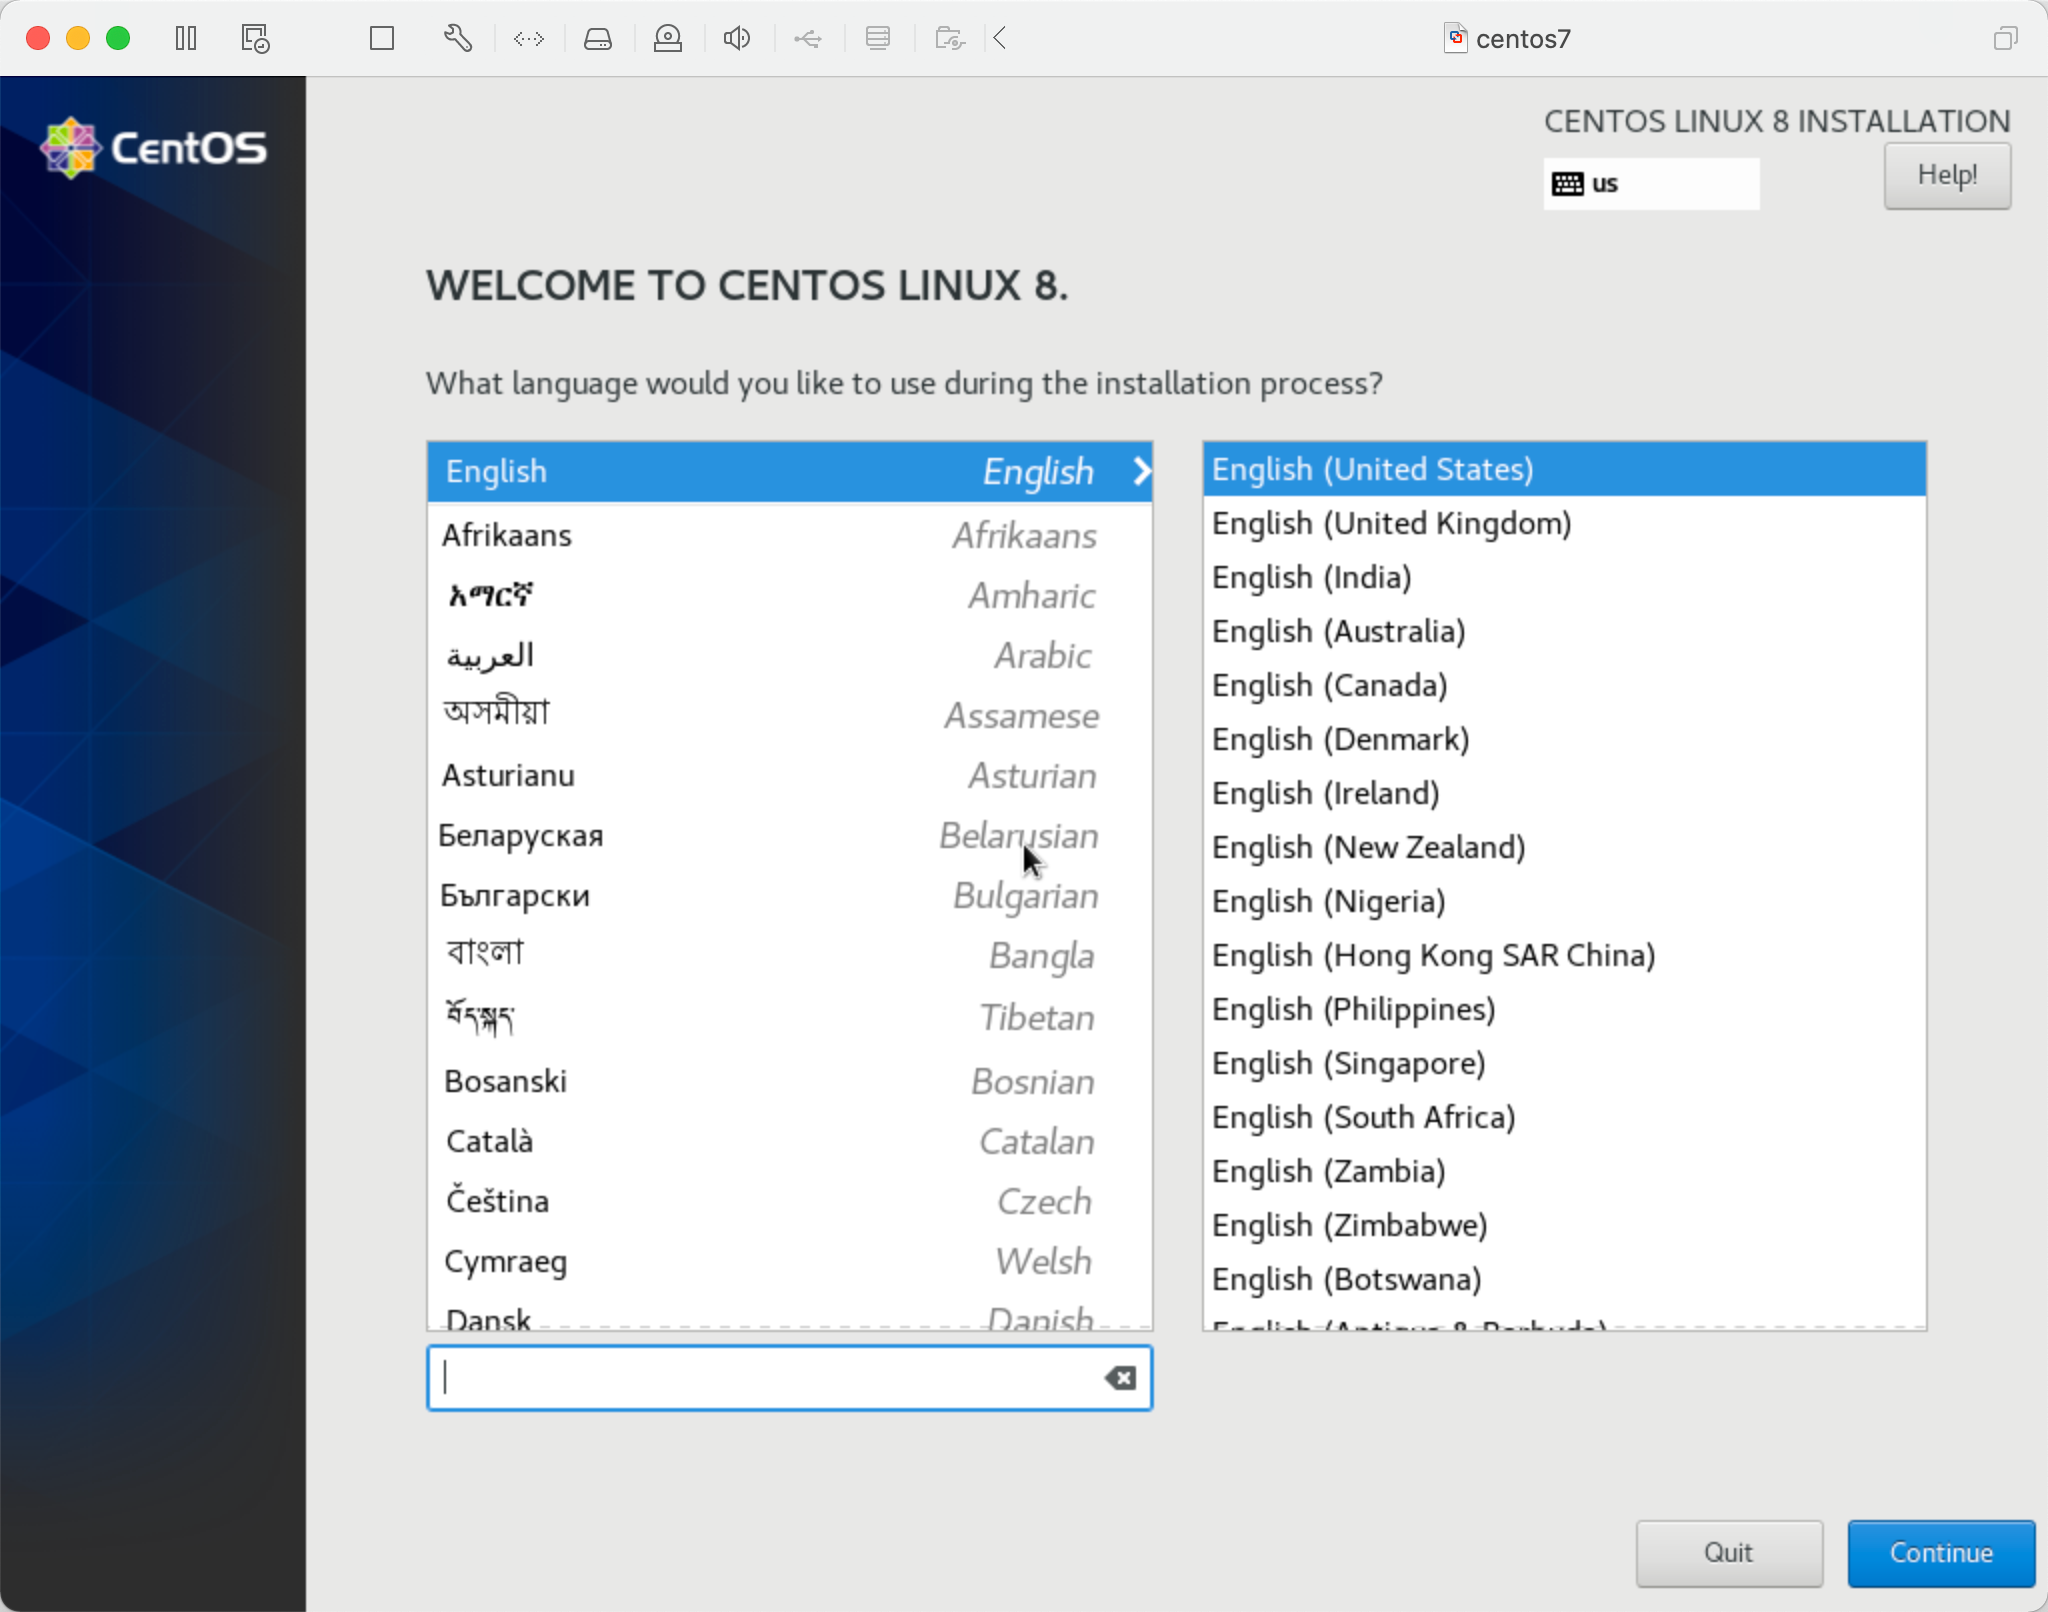 centos7
CentOS
CENTOS LINUX 8 INSTALLATION
us
Help!
WELCOME TO CENTOS LINUX 8.
What language would you like to use during the installation process?
English English
Afrikaans Afrikaans
አማርኛ Amharic
العربية Arabic
অসমীয়া Assamese
Asturianu Asturian
Беларуская Belarusian
Български Bulgarian
বাংলা Bangla
བོད་སྐད་ Tibetan
Bosanski Bosnian
Català Catalan
Čeština Czech
Cymraeg Welsh
Dansk Danish
English (United States)
English (United Kingdom)
English (India)
English (Australia)
English (Canada)
English (Denmark)
English (Ireland)
English (New Zealand)
English (Nigeria)
English (Hong Kong SAR China)
English (Philippines)
English (Singapore)
English (South Africa)
English (Zambia)
English (Zimbabwe)
English (Botswana)
English (Antigua & Barbuda)
Quit
Continue